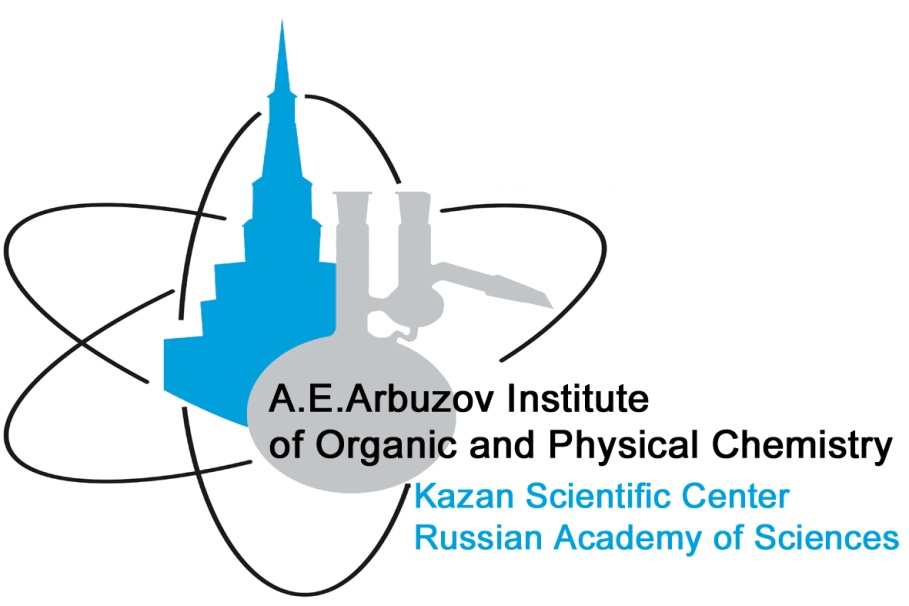 A.E.Arbuzov Institute
of Organic and Physical Chemistry
Kazan Scientific Center
Russian Academy of Sciences